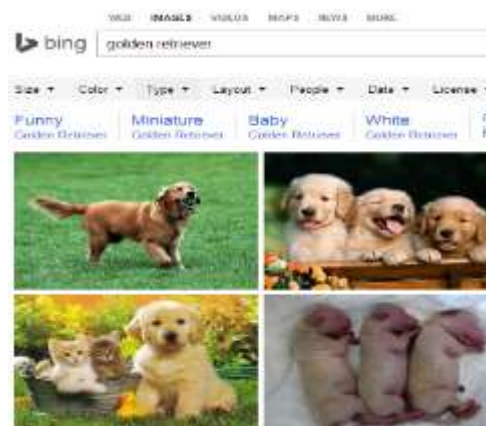 WEB IMAGES VIDEOS MAPS NEWS MORE
bing golden retriever
Size Color Type Layout People Date License
Funny Miniature Baby White
Golden Retriever Golden Retriever Golden Retriever Golden Retriever